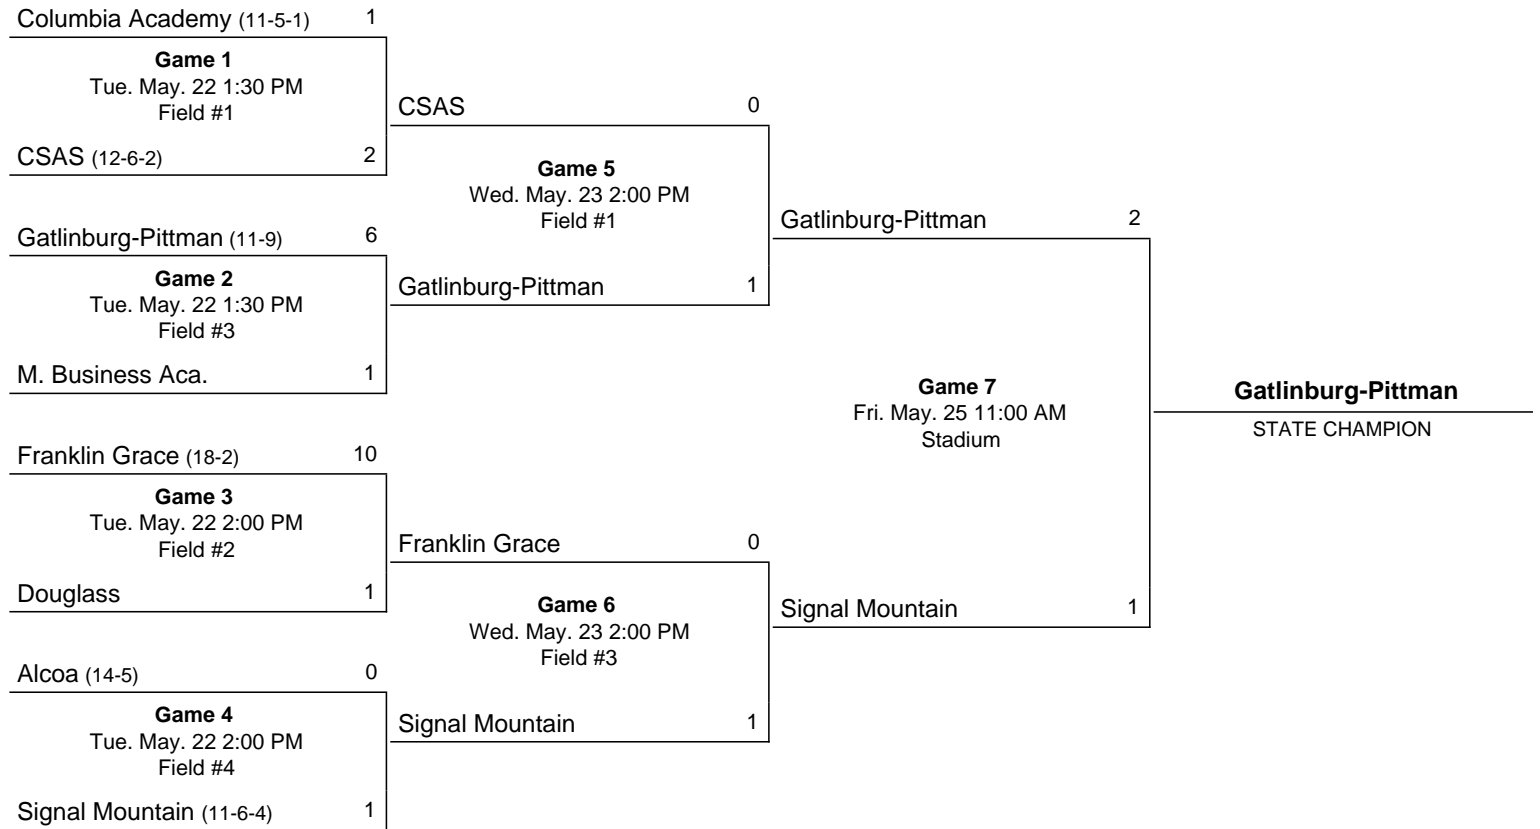 Columbia Academy (11-5-1) 1
Game 1
Tue. May. 22 1:30 PM
Field #1
CSAS (12-6-2) 2
Gatlinburg-Pittman (11-9) 6
Game 2
Tue. May. 22 1:30 PM
Field #3
M. Business Aca. 1
Franklin Grace (18-2) 10
Game 3
Tue. May. 22 2:00 PM
Field #2
Douglass 1
Alcoa (14-5) 0
Game 4
Tue. May. 22 2:00 PM
Field #4
Signal Mountain (11-6-4) 1
CSAS 0
Game 5
Wed. May. 23 2:00 PM
Field #1
Gatlinburg-Pittman 1
Franklin Grace 0
Game 6
Wed. May. 23 2:00 PM
Field #3
Signal Mountain 1
Gatlinburg-Pittman 2
Game 7
Fri. May. 25 11:00 AM
Stadium
Signal Mountain 1
Gatlinburg-Pittman
STATE CHAMPION